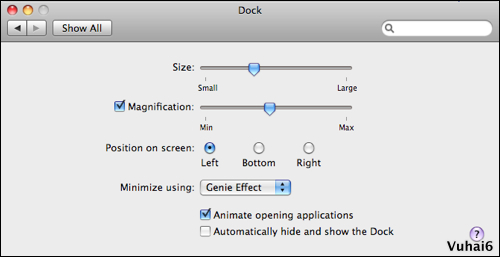 Dock
Show All
Size:
Small Large
Magnification:
Min Max
Position on screen:
Left Bottom Right
Minimize using: Genie Effect
Animate opening applications
Automatically hide and show the Dock
?
Vuhai6